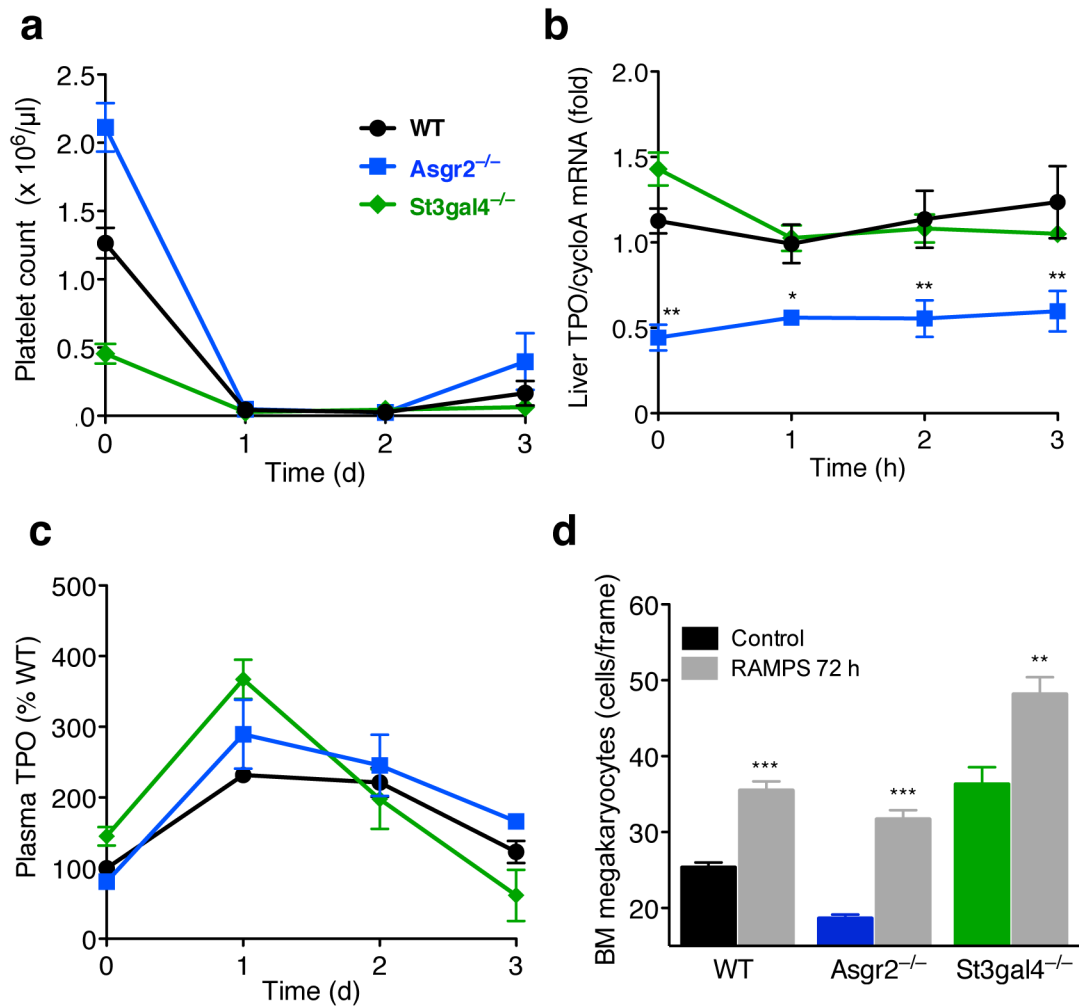 a
Platelet count (x 10⁶/µl)
2.5
2.0
1.5
1.0
0.5
.0
0 1 2 3
Time (d)
WT
Asgr2⁻/⁻
St3gal4⁻/⁻
b
Liver TPO/cycloA mRNA (fold)
2.0
1.5
1.0
0.5
0
** * ** **
0 1 2 3
Time (h)
c
Plasma TPO (% WT)
500
400
300
200
100
0
0 1 2 3
Time (d)
d
BM megakaryocytes (cells/frame)
60
50
40
30
20
Control
RAMPS 72 h
*** *** **
WT Asgr2⁻/⁻ St3gal4⁻/⁻